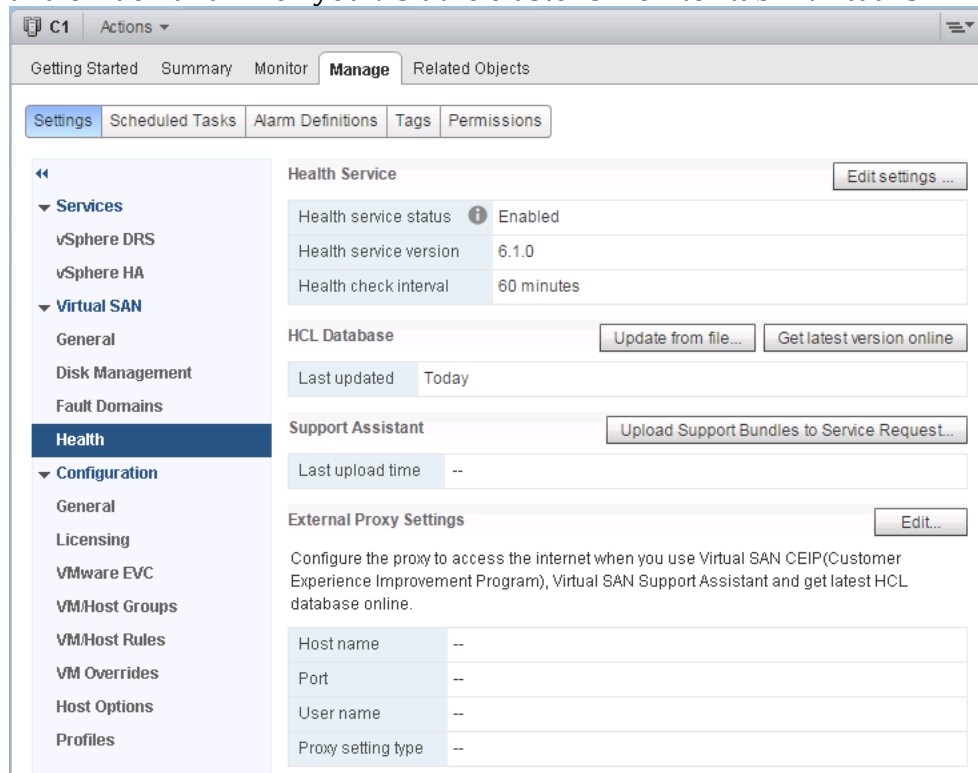 C1 Actions
Getting Started Summary Monitor Manage Related Objects
Settings Scheduled Tasks Alarm Definitions Tags Permissions
Services
vSphere DRS
vSphere HA
Virtual SAN
General
Disk Management
Fault Domains
Health
Configuration
General
Licensing
VMware EVC
VM/Host Groups
VM/Host Rules
VM Overrides
Host Options
Profiles
Health Service Edit settings ...
Health service status Enabled
Health service version 6.1.0
Health check interval 60 minutes
HCL Database Update from file... Get latest version online
Last updated Today
Support Assistant Upload Support Bundles to Service Request...
Last upload time --
External Proxy Settings Edit...
Configure the proxy to access the internet when you use Virtual SAN CEIP(Customer
Experience Improvement Program), Virtual SAN Support Assistant and get latest HCL
database online.
Host name --
Port --
User name --
Proxy setting type --